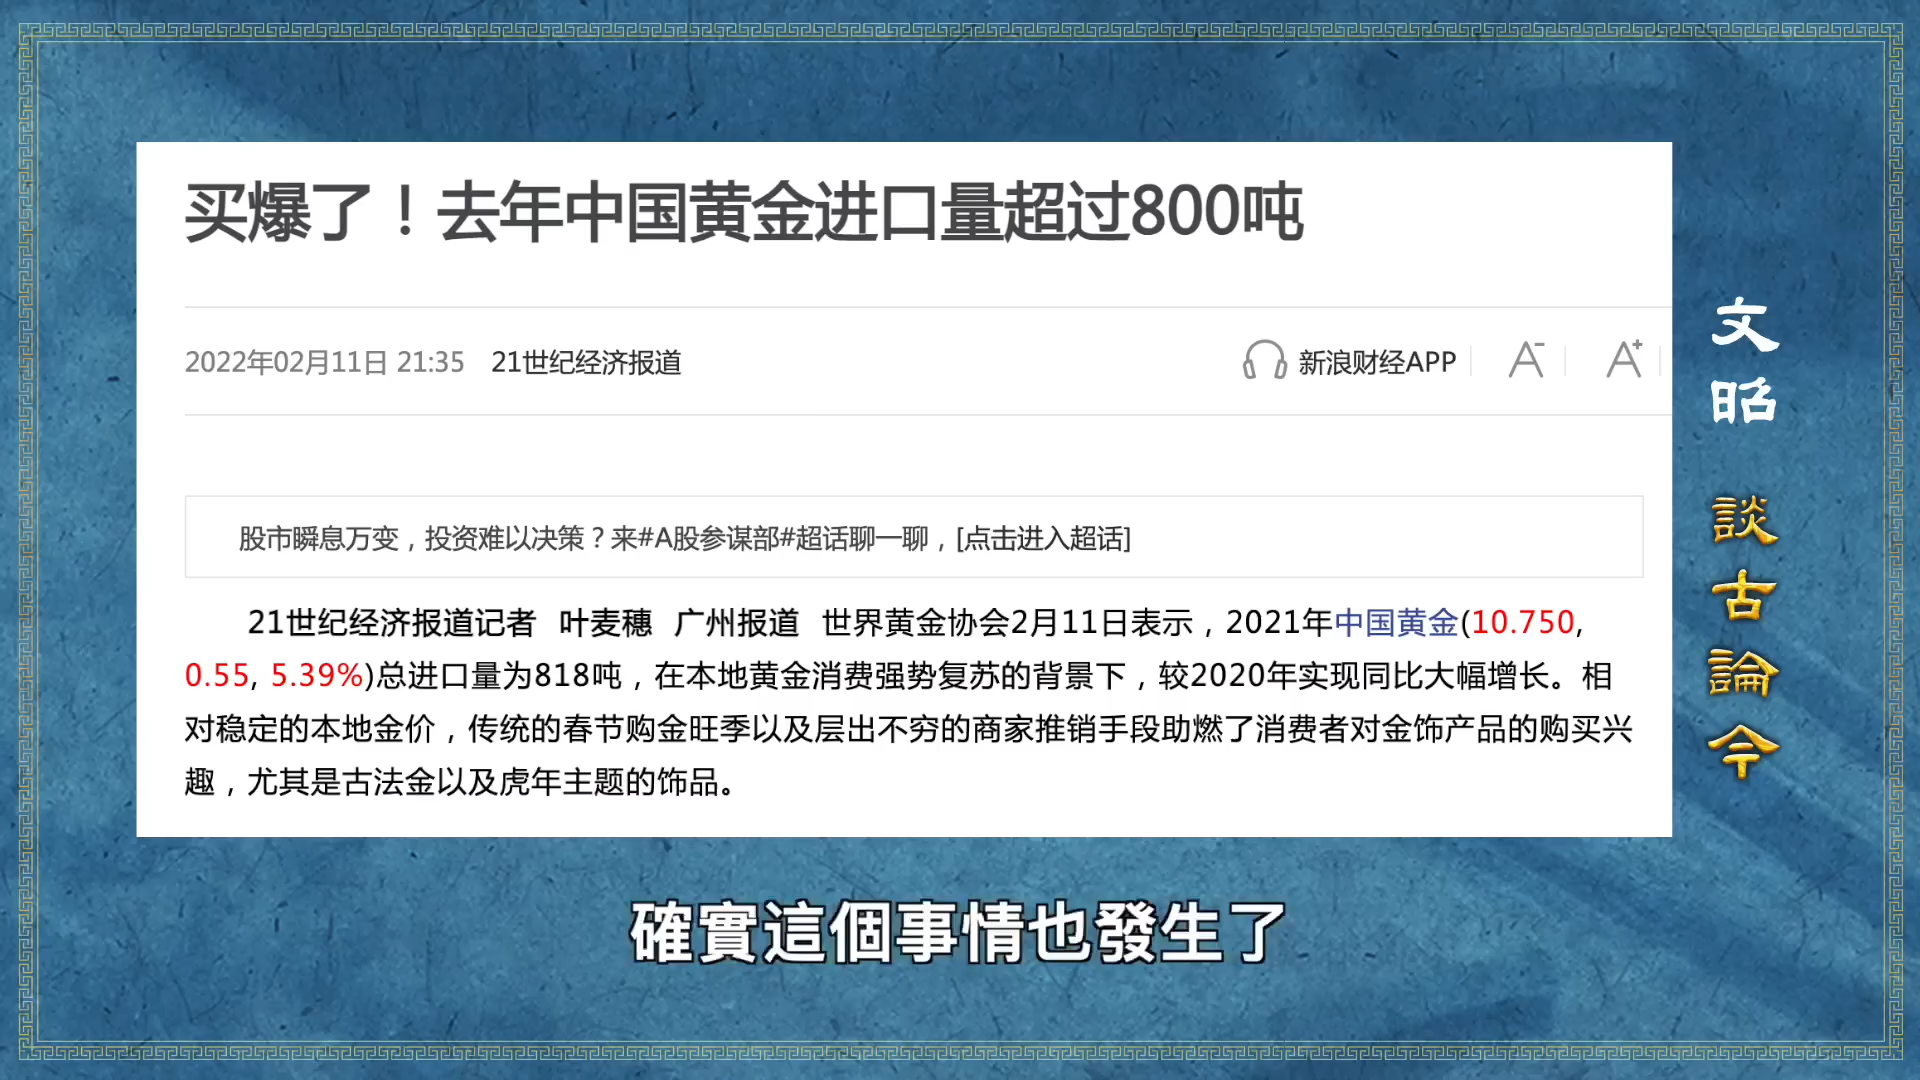 买爆了！去年中国黄金进口量超过800吨
2022年02月11日 21:35 21世纪经济报道
新浪财经APP A- A+
股市瞬息万变，投资难以决策？来#A股参谋部#超话聊一聊，[点击进入超话]
21世纪经济报道记者 叶麦穗 广州报道 世界黄金协会2月11日表示，2021年中国黄金(10.750,
0.55, 5.39%)总进口量为818吨，在本地黄金消费强势复苏的背景下，较2020年实现同比大幅增长。相
对稳定的本地金价，传统的春节购金旺季以及层出不穷的商家推销手段助燃了消费者对金饰产品的购买兴
趣，尤其是古法金以及虎年主题的饰品。
文昭
談古論今
確實這個事情也發生了